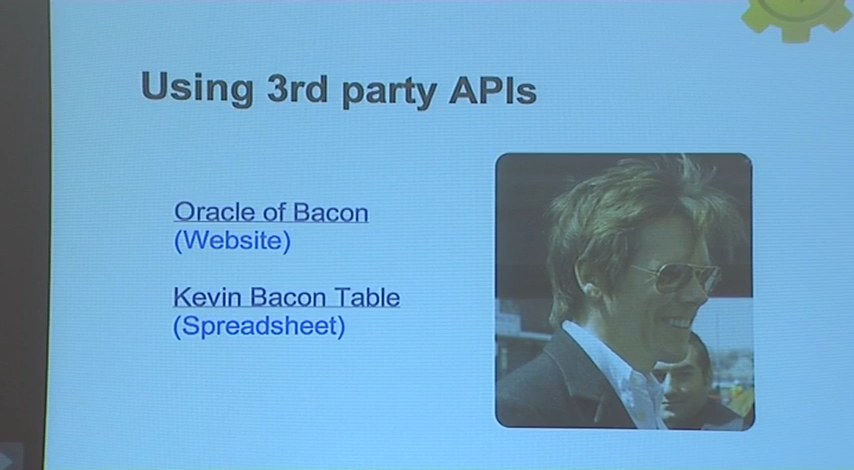 Using 3rd party APIs
Oracle of Bacon
(Website)
Kevin Bacon Table
(Spreadsheet)